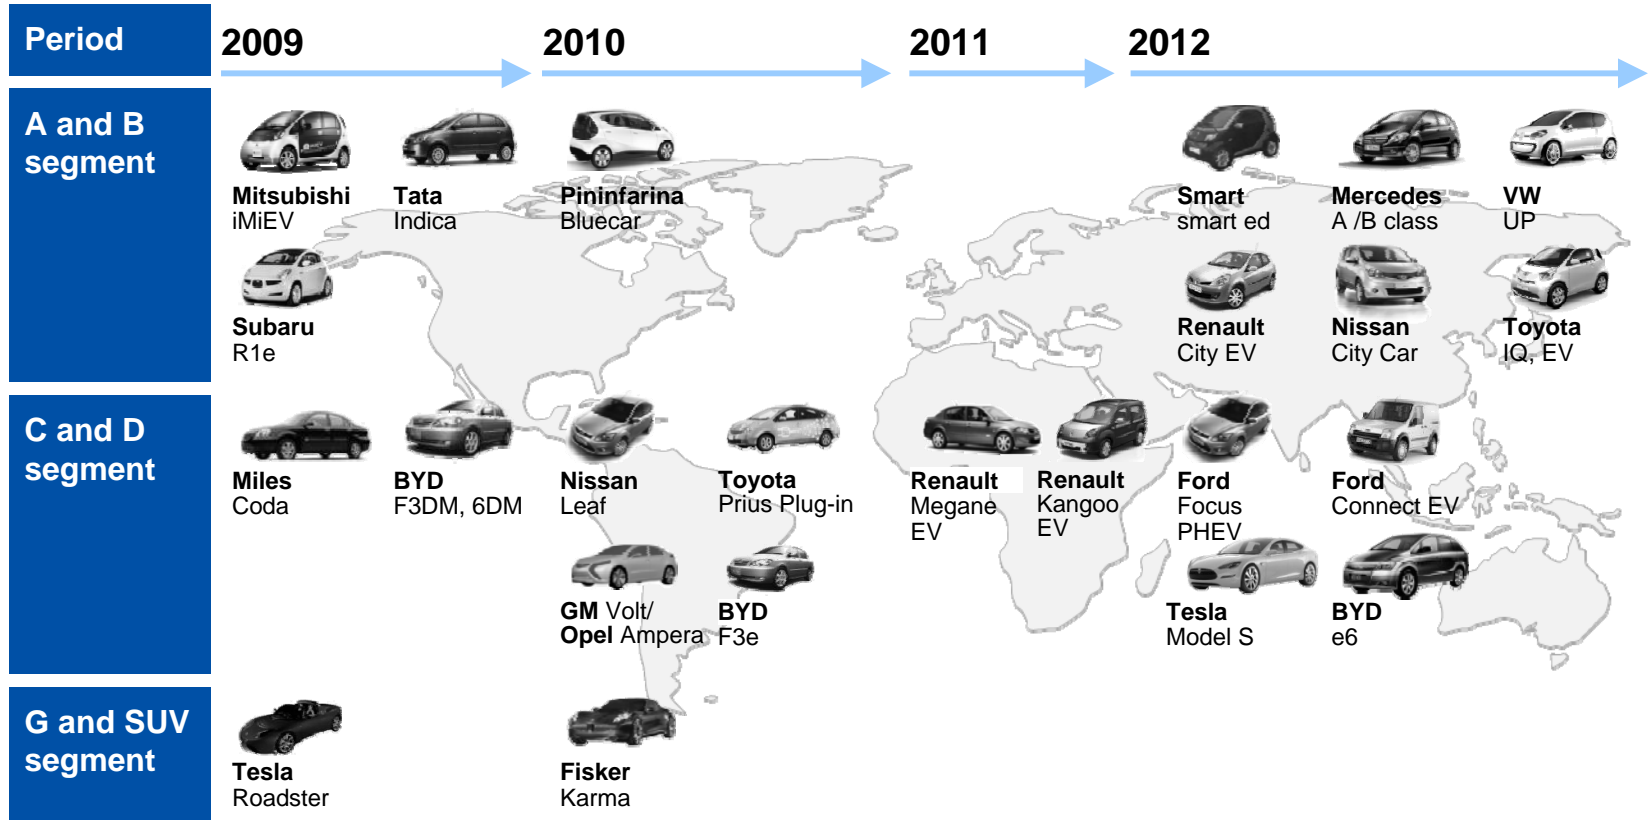 Period
2009
2010
2011
2012
A and B
segment
Mitsubishi
iMiEV
Tata
Indica
Pininfarina
Bluecar
Smart
smart ed
Mercedes
A /B class
VW
UP
Subaru
R1e
Renault
City EV
Nissan
City Car
Toyota
IQ, EV
C and D
segment
Miles
Coda
BYD
F3DM, 6DM
Nissan
Leaf
Toyota
Prius Plug-in
Renault
Megane
EV
Renault
Kangoo
EV
Ford
Focus
PHEV
Ford
Connect EV
GM Volt/
Opel Ampera
BYD
F3e
Tesla
Model S
BYD
e6
G and SUV
segment
Tesla
Roadster
Fisker
Karma